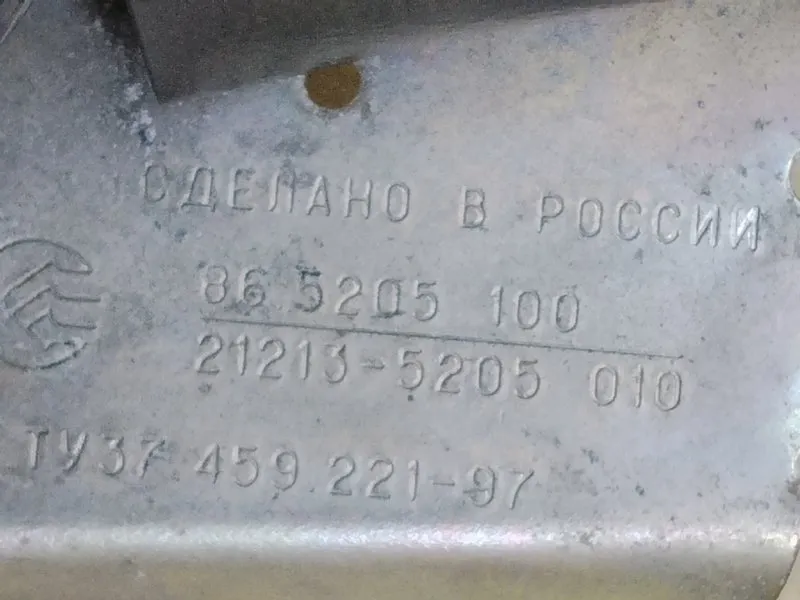 СДЕЛАНО В РОССИИ
86.5205 100
21213-5205 010
ТУ37.459.221-97